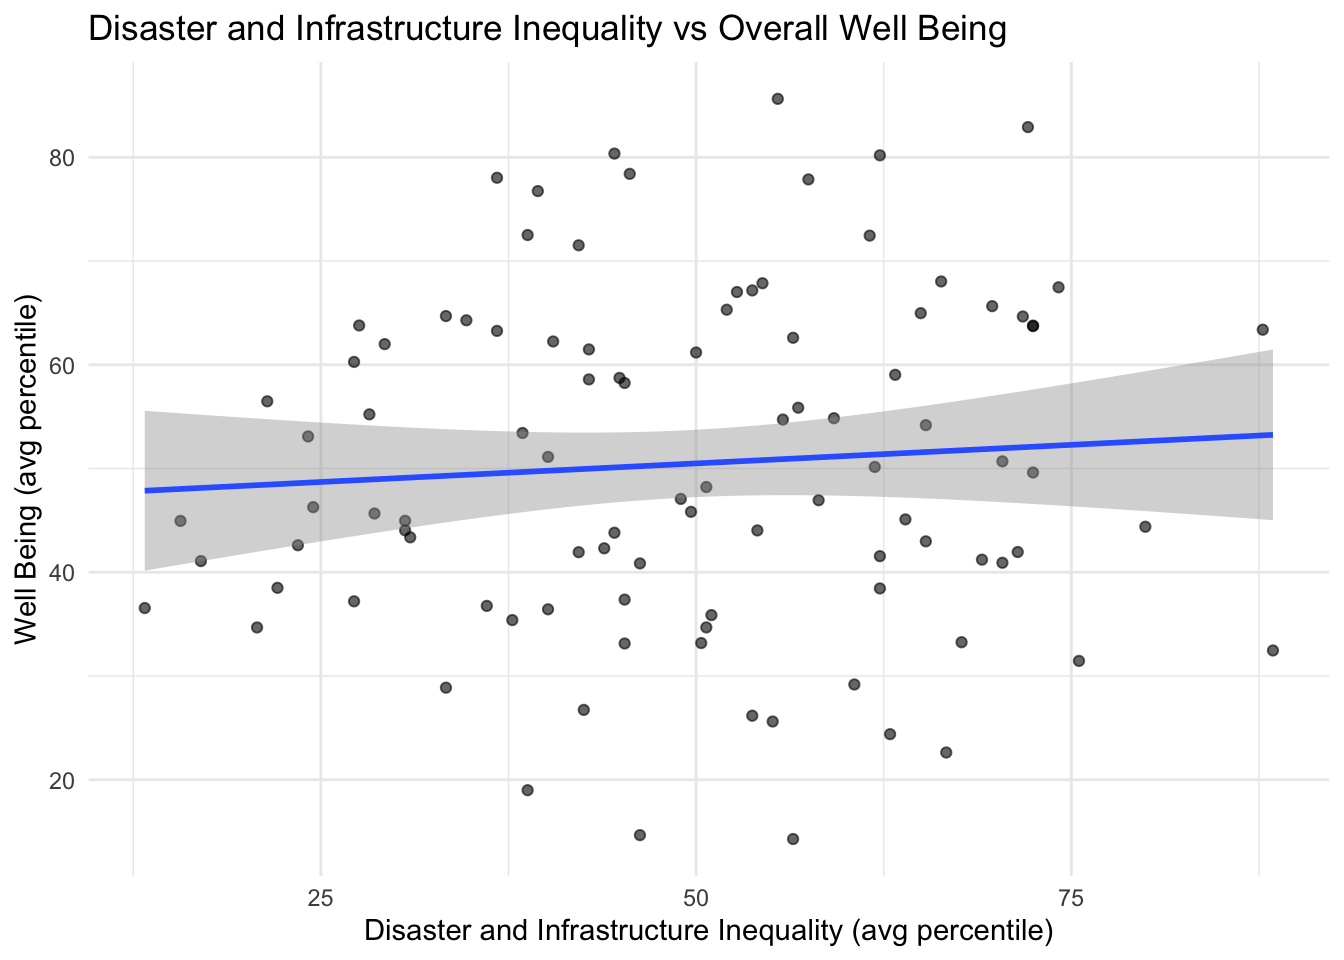 Disaster and Infrastructure Inequality vs Overall Well Being
Well Being (avg percentile)
80
60
40
20
25 50 75
Disaster and Infrastructure Inequality (avg percentile)